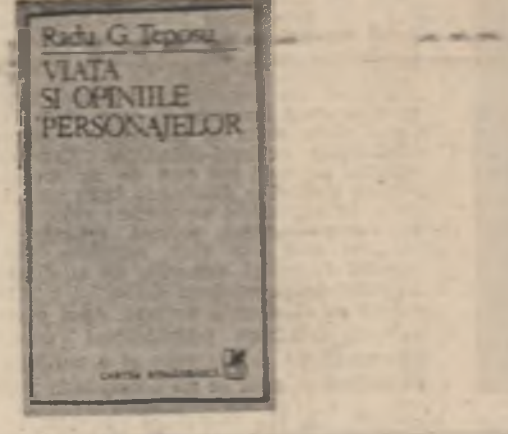 Radu G. Țeposu
VIAȚA
ȘI OPINIILE
PERSONAJELOR
CARTEA ROMÂNEASCĂ